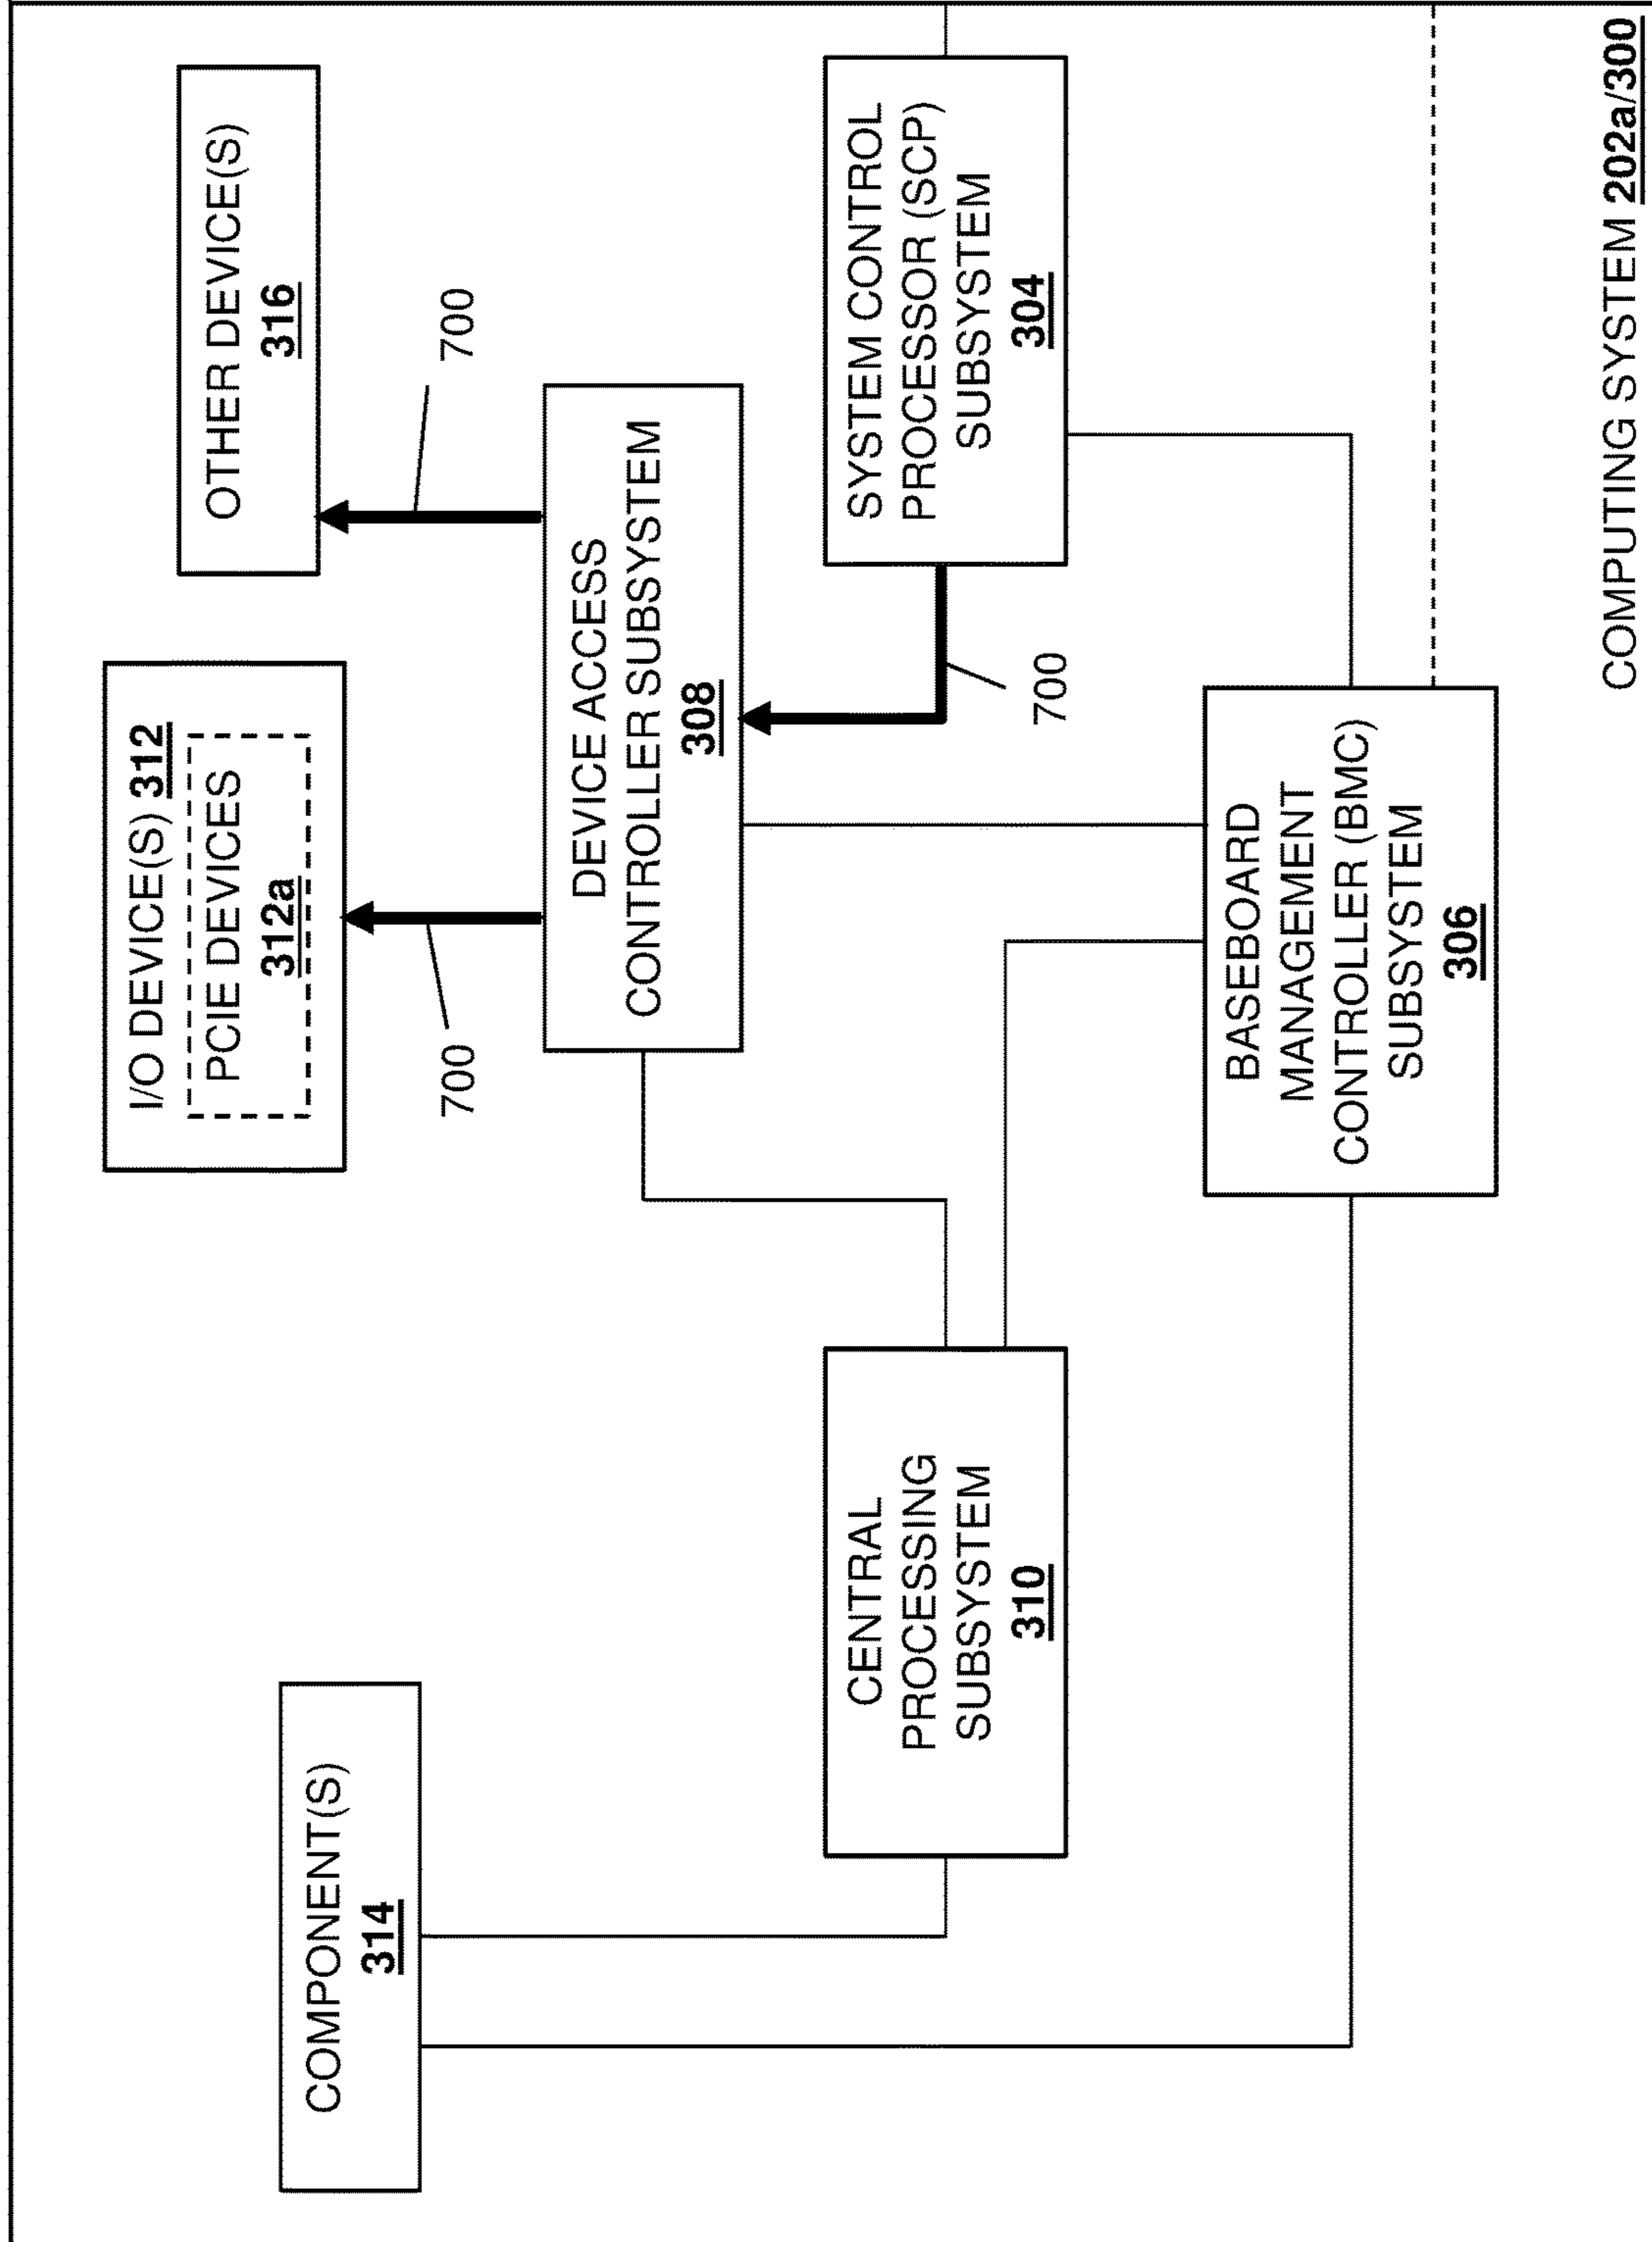 COMPONENT(S)
314
I/O DEVICE(S) 312
PCIE DEVICES
312a
OTHER DEVICE(S)
316
700
700
DEVICE ACCESS
CONTROLLER SUBSYSTEM
308
CENTRAL
PROCESSING
SUBSYSTEM
310
SYSTEM CONTROL
PROCESSOR (SCP)
SUBSYSTEM
304
700
BASEBOARD
MANAGEMENT
CONTROLLER (BMC)
SUBSYSTEM
306
COMPUTING SYSTEM 202a/300